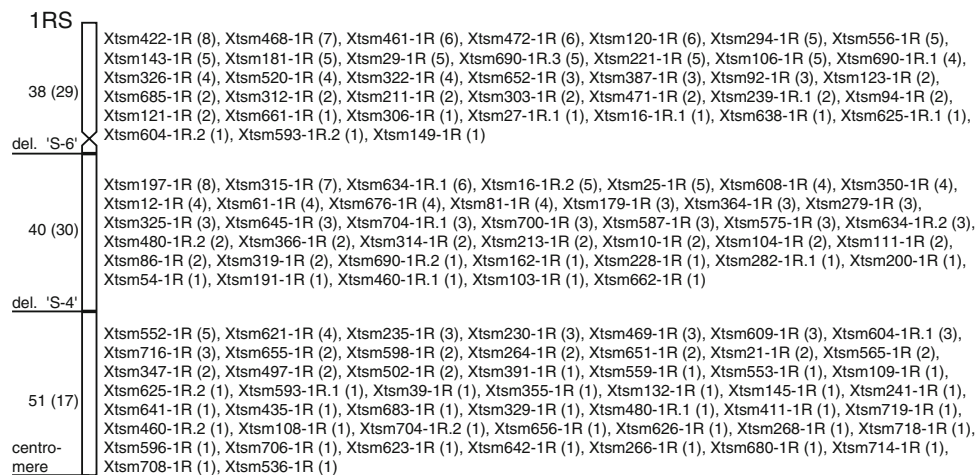 1RS
Xtsm422-1R (8), Xtsm468-1R (7), Xtsm461-1R (6), Xtsm472-1R (6), Xtsm120-1R (6), Xtsm294-1R (5), Xtsm556-1R (5),
Xtsm143-1R (5), Xtsm181-1R (5), Xtsm29-1R (5), Xtsm690-1R.3 (5), Xtsm221-1R (5), Xtsm106-1R (5), Xtsm690-1R.1 (4),
Xtsm326-1R (4), Xtsm520-1R (4), Xtsm322-1R (4), Xtsm652-1R (3), Xtsm387-1R (3), Xtsm92-1R (3), Xtsm123-1R (2),
38 (29)
Xtsm685-1R (2), Xtsm312-1R (2), Xtsm211-1R (2), Xtsm303-1R (2), Xtsm471-1R (2), Xtsm239-1R.1 (2), Xtsm94-1R (2),
Xtsm121-1R (2), Xtsm661-1R (1), Xtsm306-1R (1), Xtsm27-1R.1 (1), Xtsm16-1R.1 (1), Xtsm638-1R (1), Xtsm625-1R.1 (1),
Xtsm604-1R.2 (1), Xtsm593-1R.2 (1), Xtsm149-1R (1)
del. 'S-6'
Xtsm197-1R (8), Xtsm315-1R (7), Xtsm634-1R.1 (6), Xtsm16-1R.2 (5), Xtsm25-1R (5), Xtsm608-1R (4), Xtsm350-1R (4),
Xtsm12-1R (4), Xtsm61-1R (4), Xtsm676-1R (4), Xtsm81-1R (4), Xtsm179-1R (3), Xtsm364-1R (3), Xtsm279-1R (3),
Xtsm325-1R (3), Xtsm645-1R (3), Xtsm704-1R.1 (3), Xtsm700-1R (3), Xtsm587-1R (3), Xtsm575-1R (3), Xtsm634-1R.2 (3),
40 (30)
Xtsm480-1R.2 (2), Xtsm366-1R (2), Xtsm314-1R (2), Xtsm213-1R (2), Xtsm10-1R (2), Xtsm104-1R (2), Xtsm111-1R (2),
Xtsm86-1R (2), Xtsm319-1R (2), Xtsm690-1R.2 (1), Xtsm162-1R (1), Xtsm228-1R (1), Xtsm282-1R.1 (1), Xtsm200-1R (1),
Xtsm54-1R (1), Xtsm191-1R (1), Xtsm460-1R.1 (1), Xtsm103-1R (1), Xtsm662-1R (1)
del. 'S-4'
Xtsm552-1R (5), Xtsm621-1R (4), Xtsm235-1R (3), Xtsm230-1R (3), Xtsm469-1R (3), Xtsm609-1R (3), Xtsm604-1R.1 (3),
Xtsm716-1R (3), Xtsm655-1R (2), Xtsm598-1R (2), Xtsm264-1R (2), Xtsm651-1R (2), Xtsm21-1R (2), Xtsm565-1R (2),
Xtsm347-1R (2), Xtsm497-1R (2), Xtsm502-1R (2), Xtsm391-1R (1), Xtsm559-1R (1), Xtsm553-1R (1), Xtsm109-1R (1),
Xtsm625-1R.2 (1), Xtsm593-1R.1 (1), Xtsm39-1R (1), Xtsm355-1R (1), Xtsm132-1R (1), Xtsm145-1R (1), Xtsm241-1R (1),
51 (17)
Xtsm641-1R (1), Xtsm435-1R (1), Xtsm683-1R (1), Xtsm329-1R (1), Xtsm480-1R.1 (1), Xtsm411-1R (1), Xtsm719-1R (1),
Xtsm460-1R.2 (1), Xtsm108-1R (1), Xtsm704-1R.2 (1), Xtsm656-1R (1), Xtsm626-1R (1), Xtsm268-1R (1), Xtsm718-1R (1),
Xtsm596-1R (1), Xtsm706-1R (1), Xtsm623-1R (1), Xtsm642-1R (1), Xtsm266-1R (1), Xtsm680-1R (1), Xtsm714-1R (1),
Xtsm708-1R (1), Xtsm536-1R (1)
centro-
mere